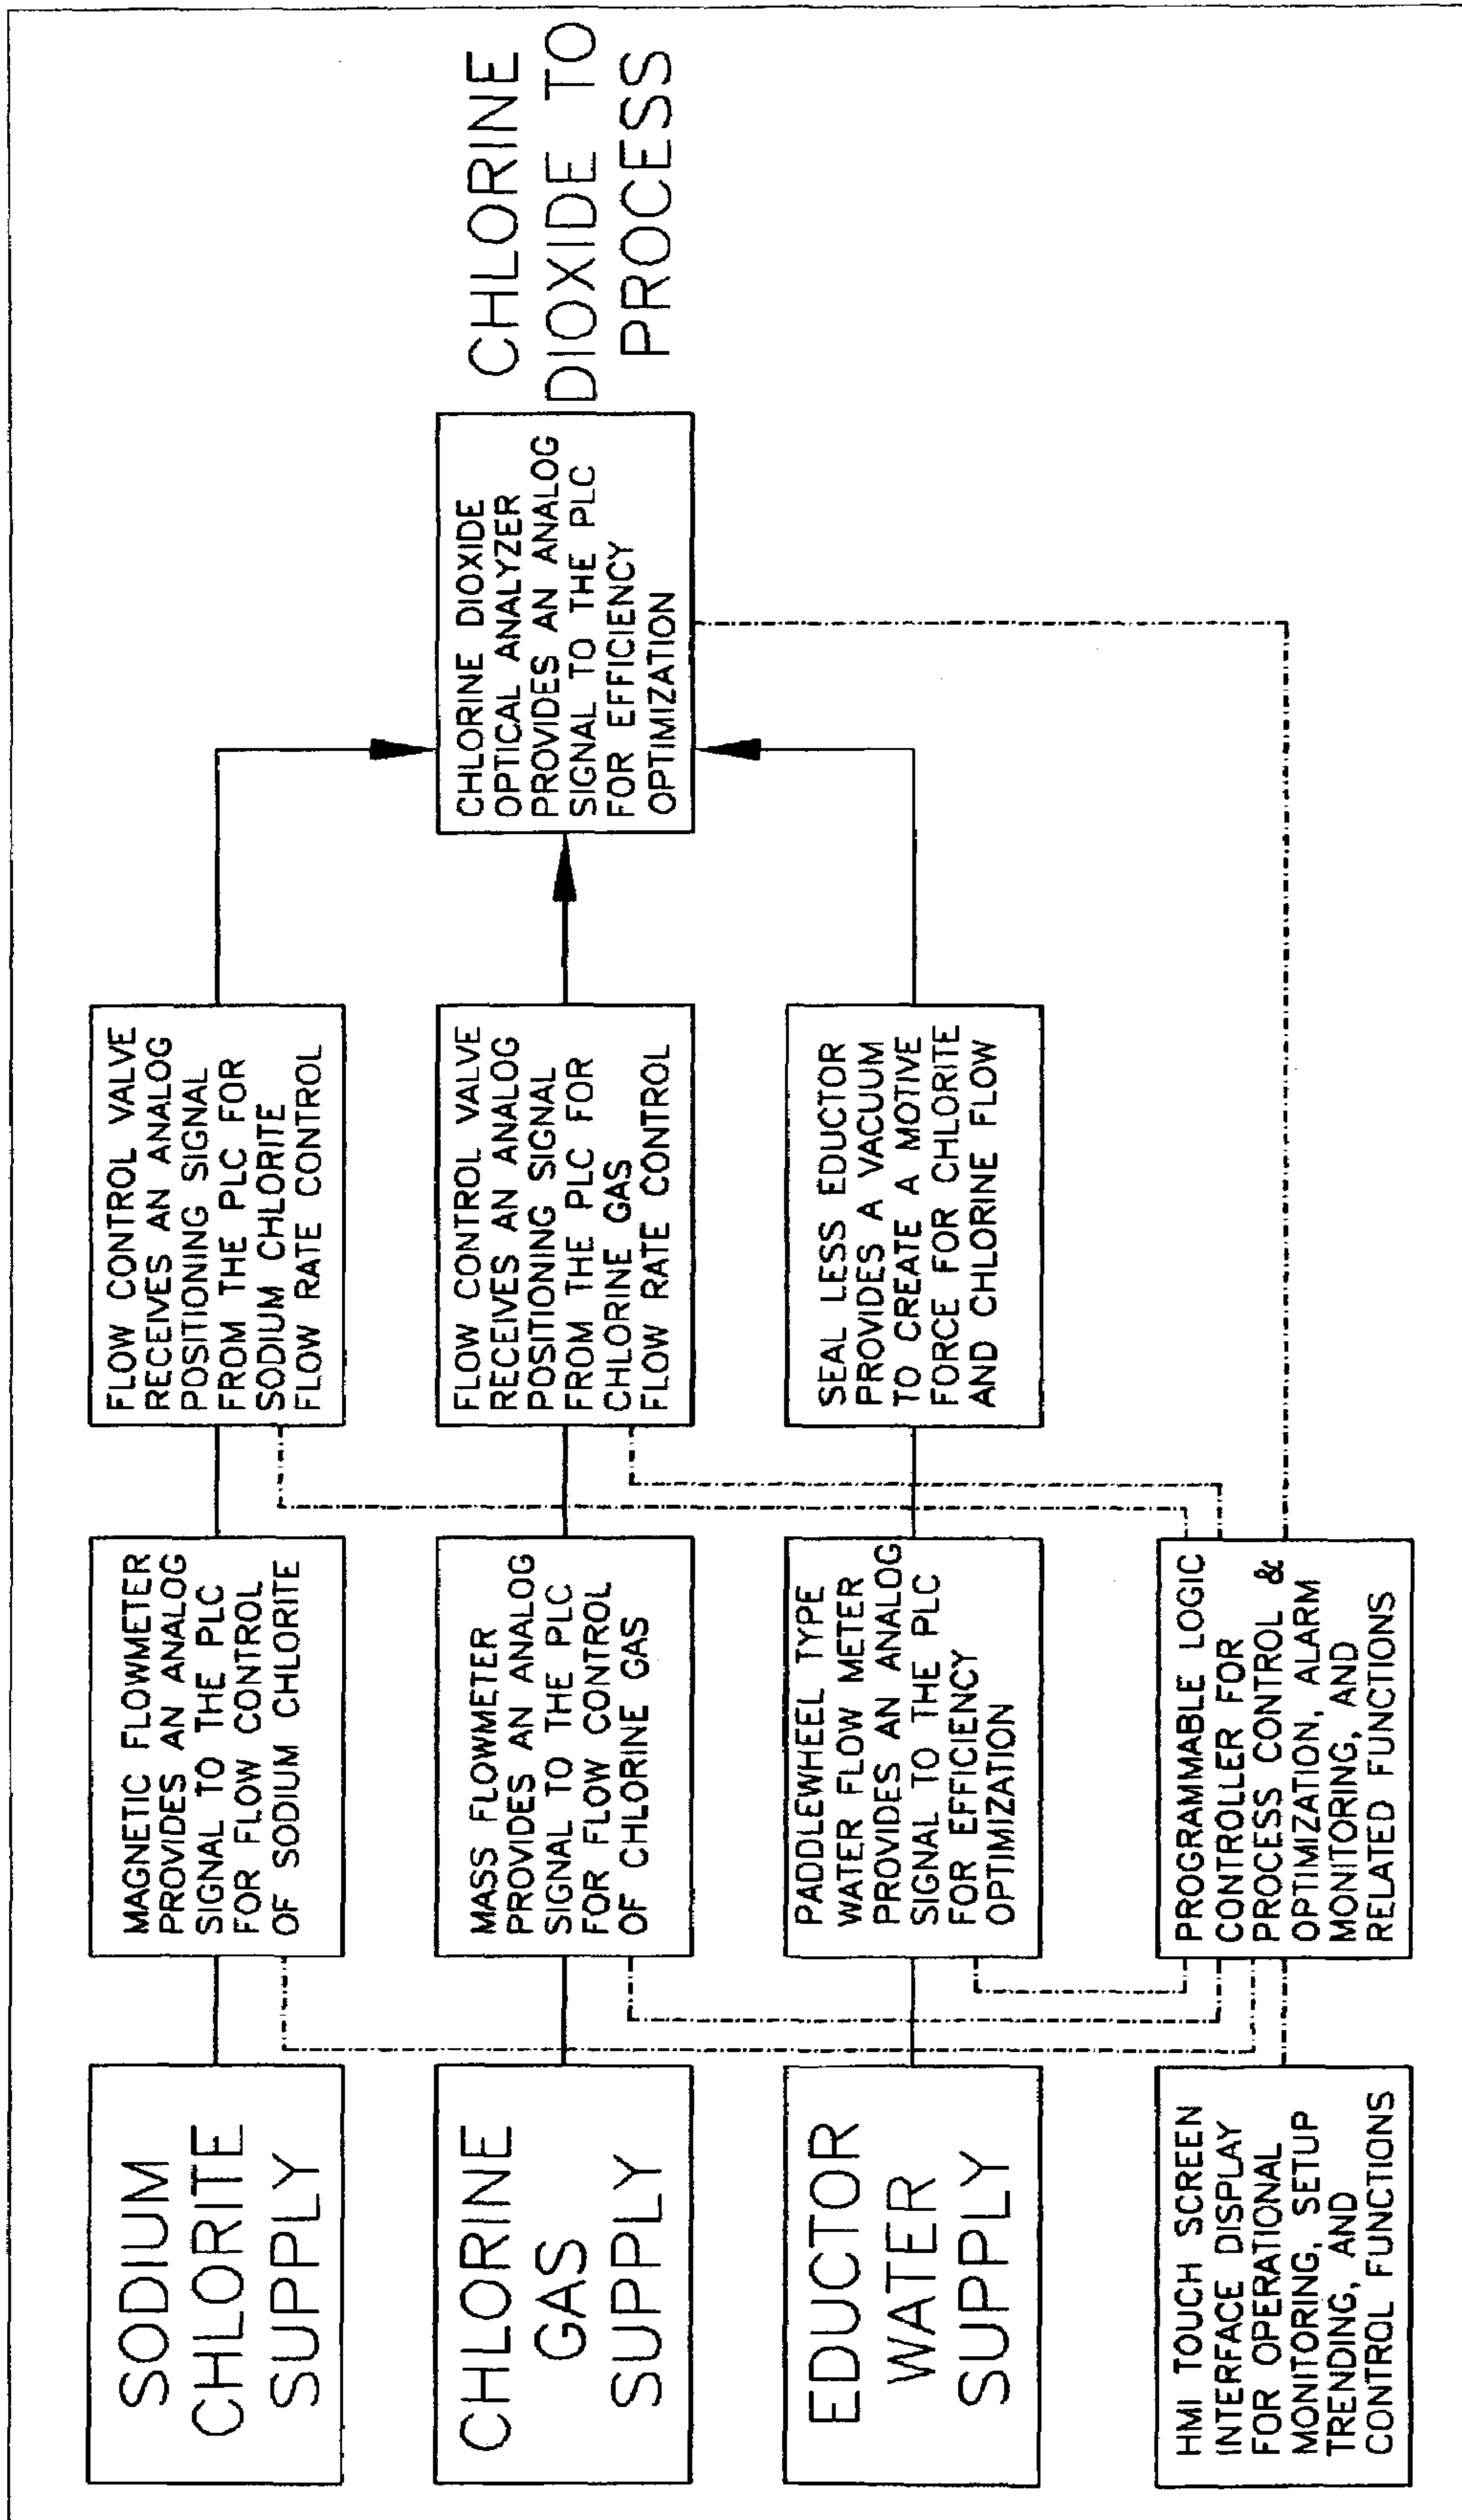 SODIUM
CHLORITE
SUPPLY
MAGNETIC FLOWMETER
PROVIDES AN ANALOG
SIGNAL TO THE PLC
FOR FLOW CONTROL
OF SODIUM CHLORITE
FLOW CONTROL VALVE
RECEIVES AN ANALOG
POSITIONING SIGNAL
FROM THE PLC FOR
SODIUM CHLORITE
FLOW RATE CONTROL
CHLORINE
GAS
SUPPLY
MASS FLOWMETER
PROVIDES AN ANALOG
SIGNAL TO THE PLC
FOR FLOW CONTROL
OF CHLORINE GAS
FLOW CONTROL VALVE
RECEIVES AN ANALOG
POSITIONING SIGNAL
FROM THE PLC FOR
CHLORINE GAS
FLOW RATE CONTROL
CHLORINE DIOXIDE
OPTICAL ANALYZER
PROVIDES AN ANALOG
SIGNAL TO THE PLC
FOR EFFICIENCY
OPTIMIZATION
CHLORINE
DIOXIDE TO
PROCESS
EDUCTOR
WATER
SUPPLY
PADDLEWHEEL TYPE
WATER FLOW METER
PROVIDES AN ANALOG
SIGNAL TO THE PLC
FOR EFFICIENCY
OPTIMIZATION
SEAL LESS EDUCTOR
PROVIDES A VACUUM
TO CREATE A MOTIVE
FORCE FOR CHLORITE
AND CHLORINE FLOW
HMI TOUCH SCREEN
INTERFACE DISPLAY
FOR OPERATIONAL
MONITORING, SETUP
TRENDING, AND
CONTROL FUNCTIONS
PROGRAMMABLE LOGIC
CONTROLLER FOR
PROCESS CONTROL &
OPTIMIZATION, ALARM
MONITORING, AND
RELATED FUNCTIONS